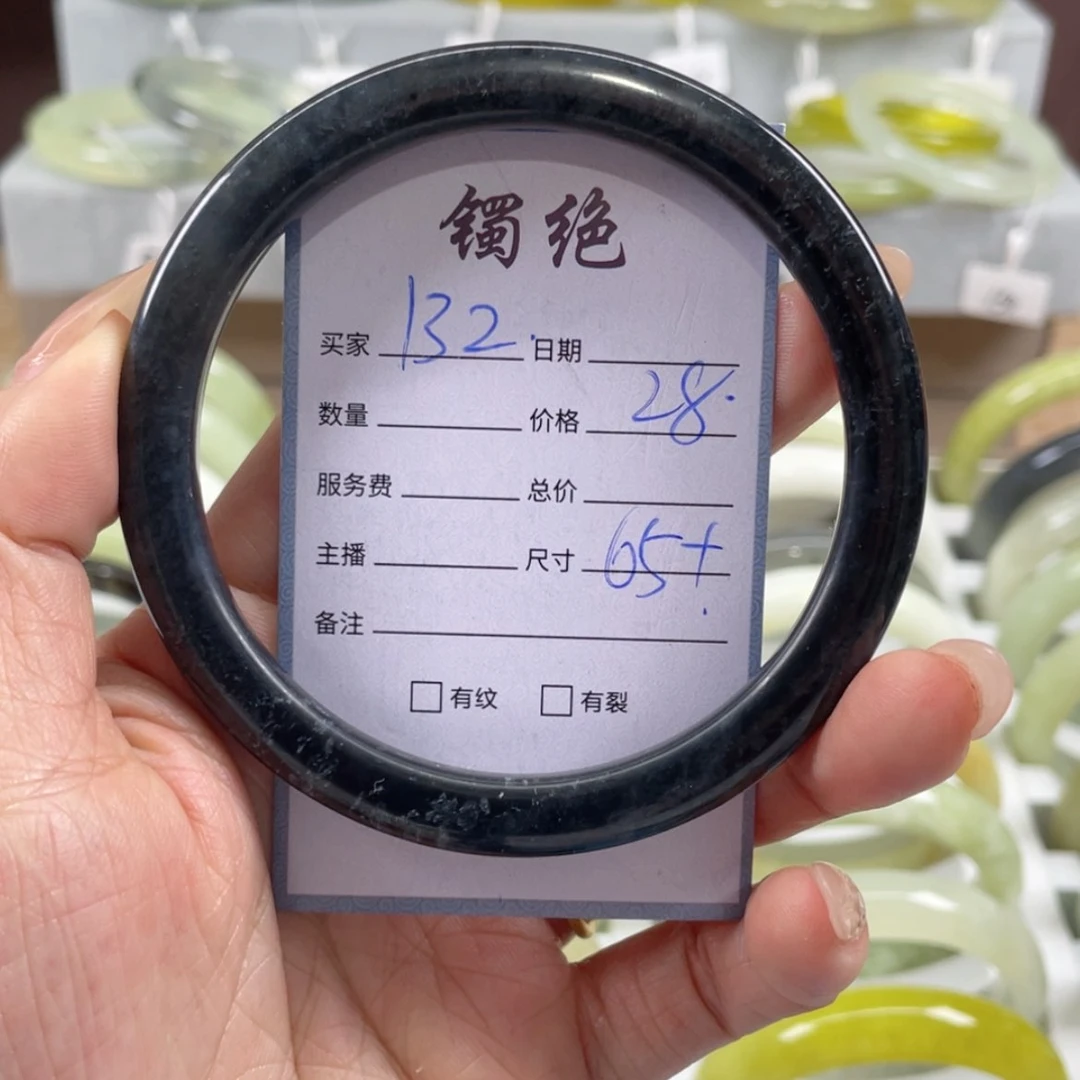 镯绝
买家 132. 日期
数量 价格 28.
服务费 总价
主播 尺寸 65+.
备注
□ 有纹 □ 有裂